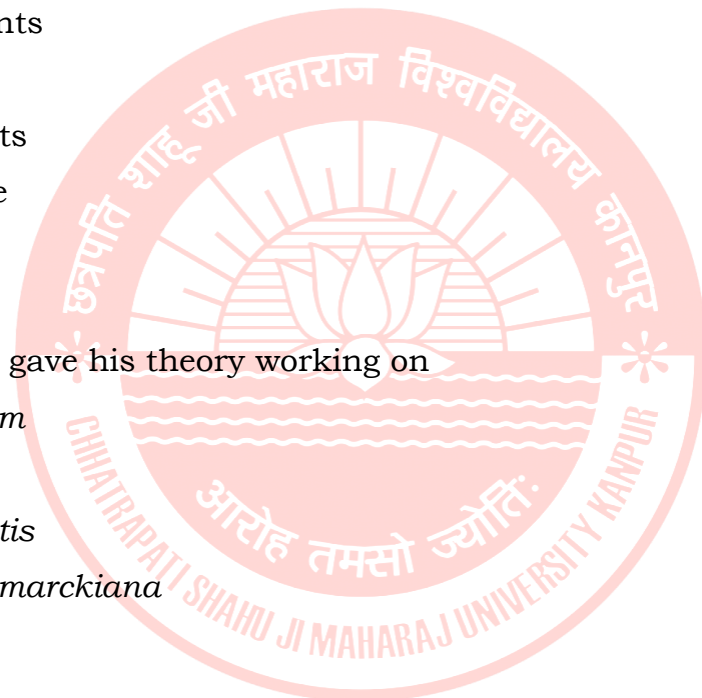 nts
छत्रपति शाहू जी महाराज विश्वविद्यालय कानपुर
ts
e
gave his theory working on
m
tis
marckiana
आरोह तमसो ज्योतिः
CHHATRAPATI SHAHU JI MAHARAJ UNIVERSITY KANPUR